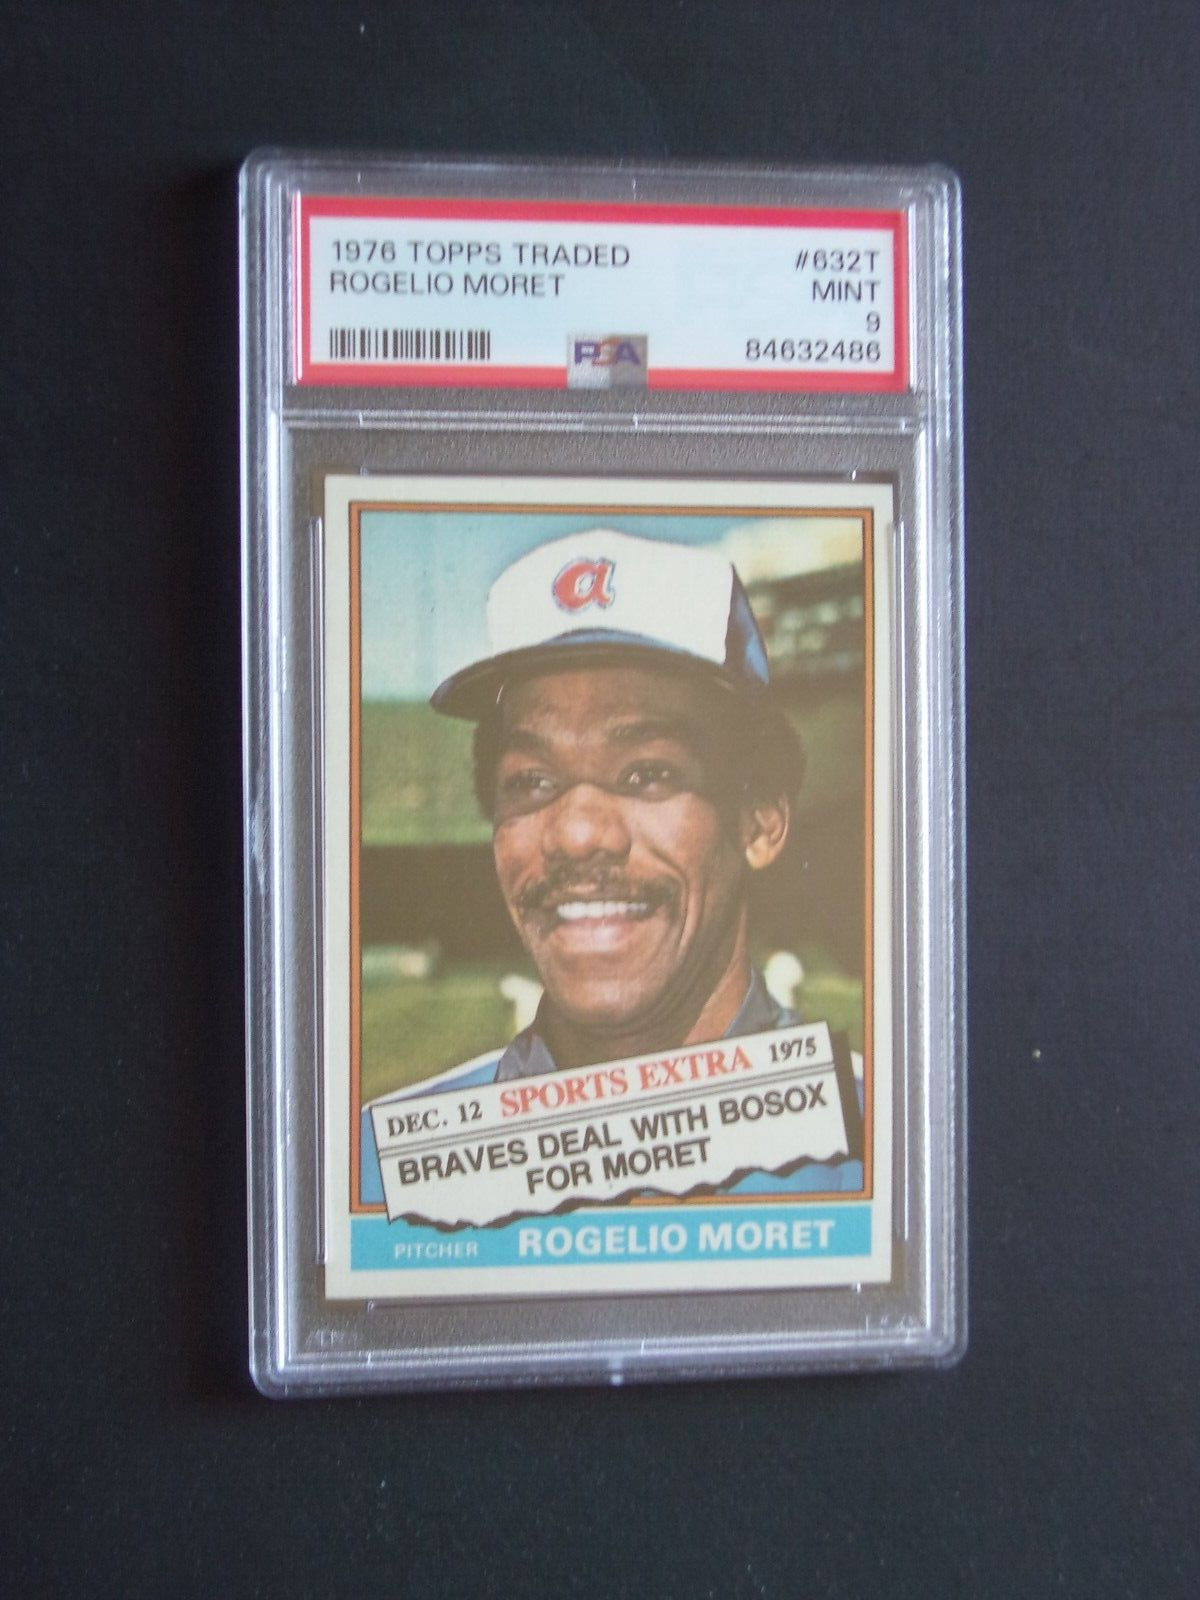 1976 TOPPS TRADED #632T
ROGELIO MORET MINT
9
PSA 84632486
a
DEC. 12 SPORTS EXTRA 1975
BRAVES DEAL WITH BOSOX
FOR MORET
PITCHER ROGELIO MORET